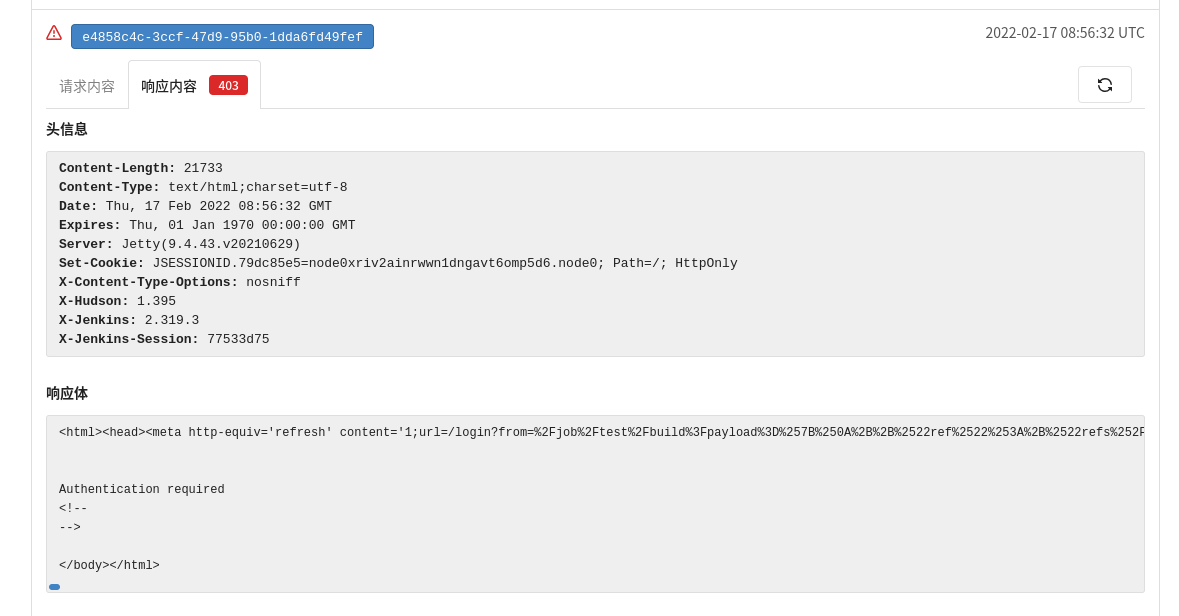 e4858c4c-3ccf-47d9-95b0-1dda6fd49fef
2022-02-17 08:56:32 UTC
请求内容
响应内容 403
头信息
Content-Length: 21733
Content-Type: text/html;charset=utf-8
Date: Thu, 17 Feb 2022 08:56:32 GMT
Expires: Thu, 01 Jan 1970 00:00:00 GMT
Server: Jetty(9.4.43.v20210629)
Set-Cookie: JSESSIONID.79dc85e5=node0xriv2ainrwwn1dngavt6omp5d6.node0; Path=/; HttpOnly
X-Content-Type-Options: nosniff
X-Hudson: 1.395
X-Jenkins: 2.319.3
X-Jenkins-Session: 77533d75
响应体
<html><head><meta http-equiv='refresh' content='1;url=/login?from=%2Fjob%2Ftest%2Fbuild%3Fpayload%3D%257B%250A%2B%2B%2522ref%2522%253A%2B%2522refs%252F
Authentication required
<!--
-->
</body></html>